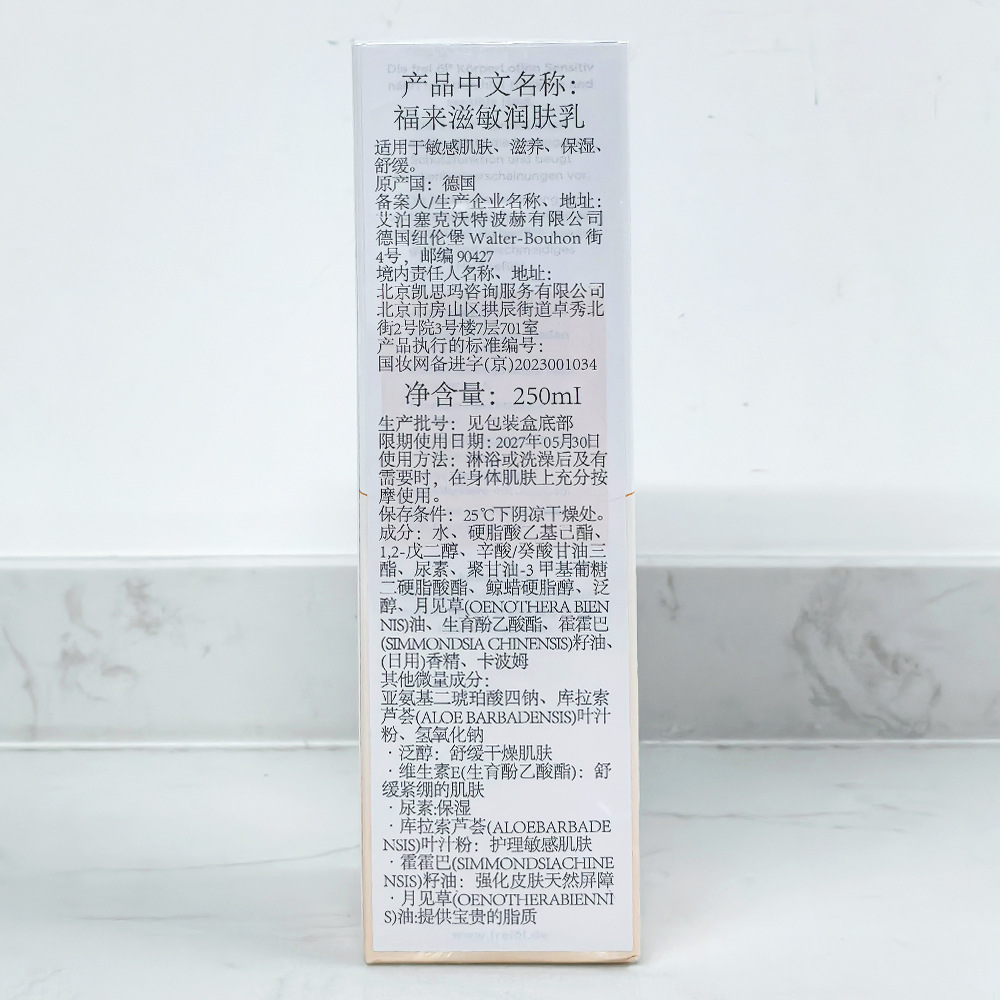 产品中文名称：
福来滋敏润肤乳
适用于敏感肌肤、滋养、保湿、
舒缓。
原产国：德国
备案人/生产企业名称、地址：
艾泊塞克沃特波赫有限公司
德国纽伦堡 Walter-Bouhon 街
4号，邮编 90427
境内责任人名称、地址：
北京凯思玛咨询服务有限公司
北京市房山区拱辰街道卓秀北
街2号院3号楼7层701室
产品执行的标准编号：
国妆网备进字(京)2023001034
净含量：250ml
生产批号：见包装盒底部
限期使用日期:2027年05月30日
使用方法：淋浴或洗澡后及有
需要时，在身体肌肤上充分按
摩使用。
保存条件：25℃下阴凉干燥处。
成分：水、硬脂酸乙基己酯、
1,2-戊二醇、辛酸/癸酸甘油三
酯、尿素、聚甘油-3 甲基葡糖
二硬脂酸酯、鲸蜡硬脂醇、泛
醇、月见草(OENOTHERA BIEN
NIS)油、生育酚乙酸酯、霍霍巴
(SIMMONDSIA CHINENSIS)籽油、
(日用)香精、卡波姆
其他微量成分：
亚氨基二琥珀酸四钠、库拉索
芦荟(ALOE BARBADENSIS)叶汁
粉、氢氧化钠
·泛醇：舒缓干燥肌肤
·维生素E(生育酚乙酸酯)：舒
缓紧绷的肌肤
·尿素:保湿
·库拉索芦荟(ALOEBARBADE
NSIS)叶汁粉：护理敏感肌肤
·霍霍巴(SIMMONDSIACHINE
NSIS)籽油：强化皮肤天然屏障
·月见草(OENOTHERABIENNI
S)油:提供宝贵的脂质